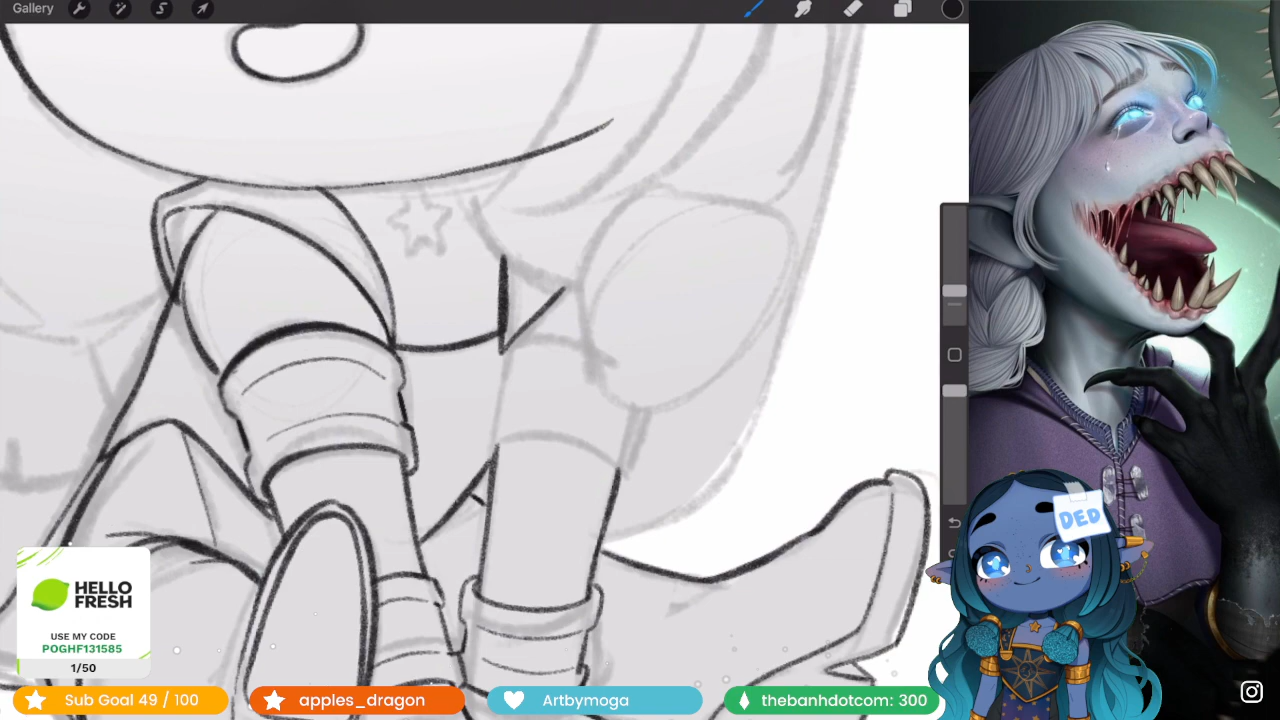 Gallery
DED
HELLO
FRESH
USE MY CODE
POGHF131585
1/50
Sub Goal 49 / 100
apples_dragon
Artbymoga
thebanhdotcom: 300